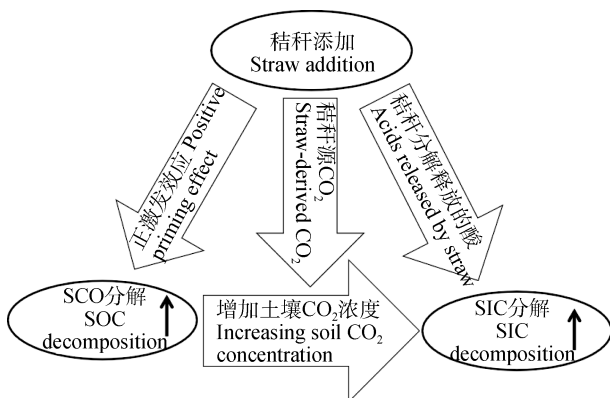 秸秆添加
Straw addition
正激发效应 Positive
priming effect
秸秆源CO₂
Straw-derived CO₂
秸秆分解释放的酸
Acids released by straw
SCO分解
SOC
decomposition
增加土壤CO₂浓度
Increasing soil CO₂
concentration
SIC分解
SIC
decomposition